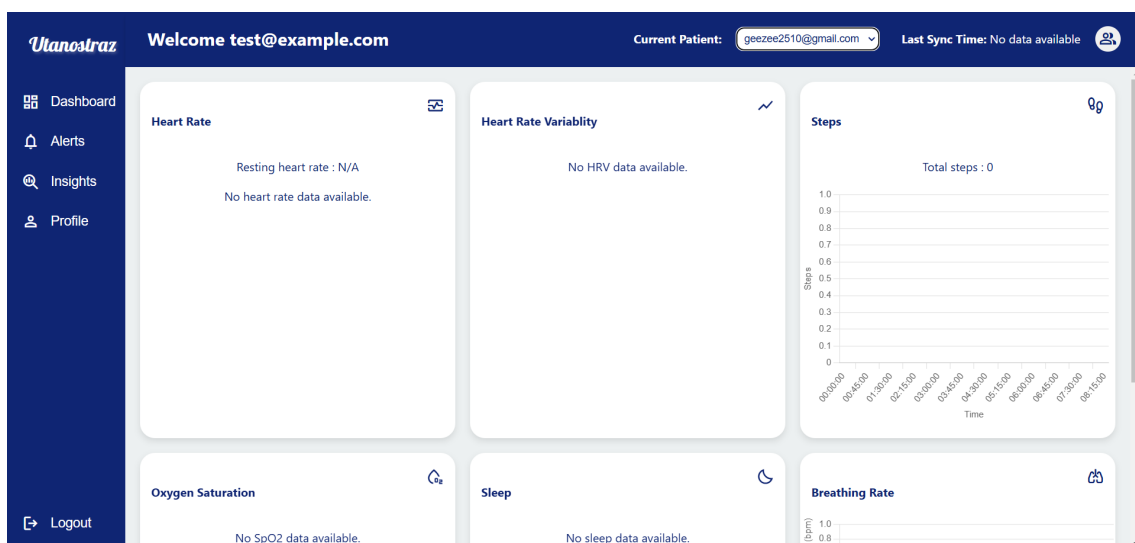 Utanostraz
Welcome test@example.com
Current Patient: geezee2510@gmail.com
Last Sync Time: No data available
Dashboard
Alerts
Insights
Profile
Logout
Heart Rate
Resting heart rate : N/A
No heart rate data available.
Heart Rate Variablity
No HRV data available.
Steps
Total steps : 0
1.0
0.9
0.8
0.7
0.6
0.5
0.4
0.3
0.2
0.1
0
Steps
00:00:00
00:45:00
01:30:00
02:15:00
03:00:00
03:45:00
04:30:00
05:15:00
06:00:00
06:45:00
07:30:00
08:15:00
Time
Oxygen Saturation
No SpO2 data available.
Sleep
No sleep data available.
Breathing Rate
1.0
0.8
(bpm)